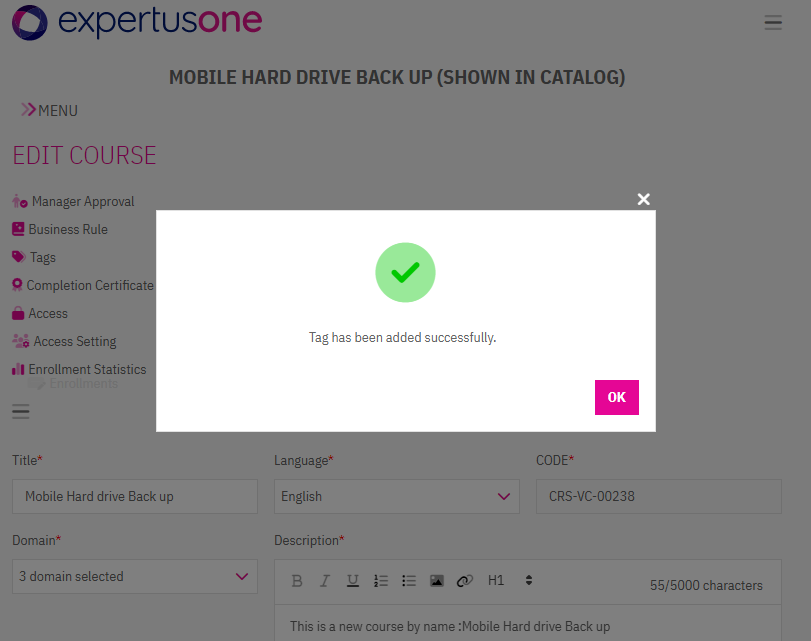 expertusone
MOBILE HARD DRIVE BACK UP (SHOWN IN CATALOG)
MENU
EDIT COURSE
Manager Approval
Business Rule
Tags
Completion Certificate
Access
Access Setting
Enrollment Statistics
Enrollments
Tag has been added successfully.
OK
Title* Language* CODE*
Mobile Hard drive Back up English CRS-VC-00238
Domain* Description*
3 domain selected B I U H1 55/5000 characters
This is a new course by name :Mobile Hard drive Back up